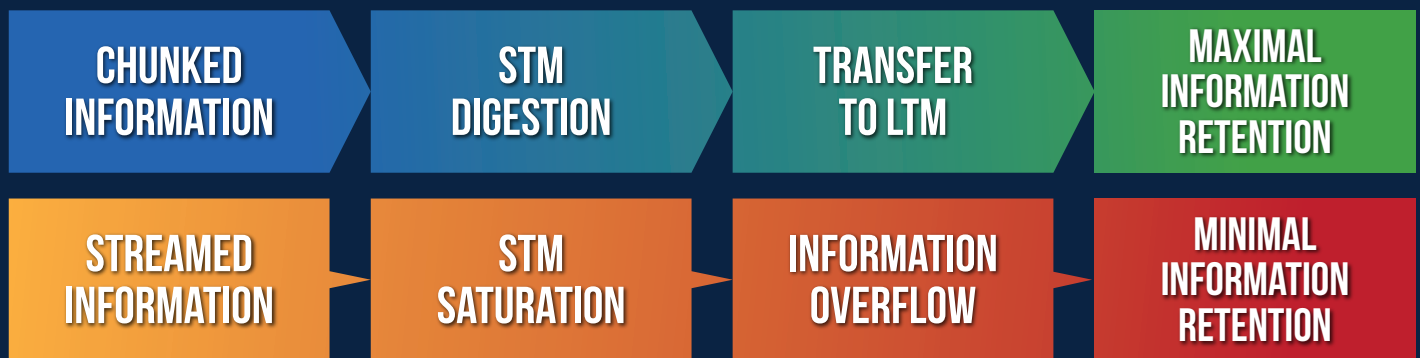 CHUNKED
INFORMATION
STM
DIGESTION
TRANSFER
TO LTM
MAXIMAL
INFORMATION
RETENTION
STREAMED
INFORMATION
STM
SATURATION
INFORMATION
OVERFLOW
MINIMAL
INFORMATION
RETENTION